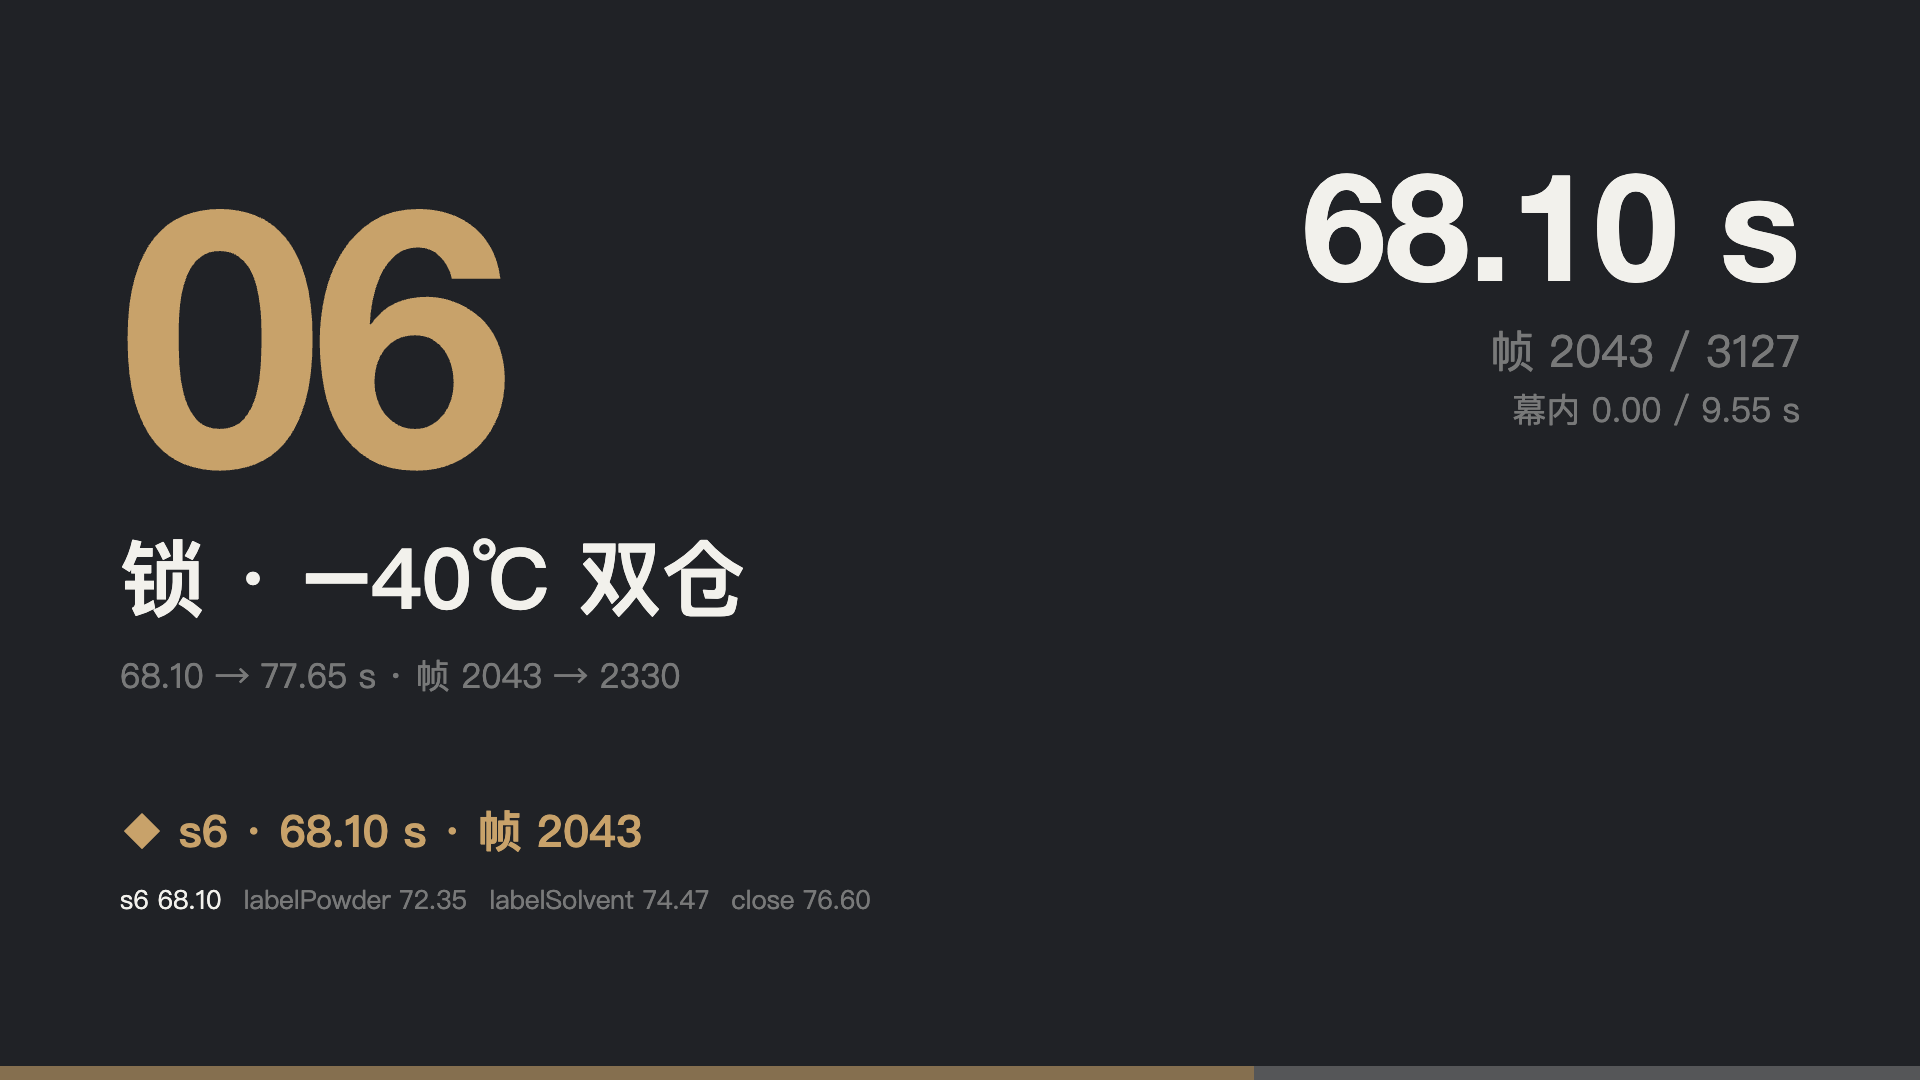 06
68.10 s
帧 2043 / 3127
幕内 0.00 / 9.55 s
锁 · —40℃ 双仓
68.10 → 77.65 s · 帧 2043 → 2330
◆ s6 · 68.10 s · 帧 2043
s6 68.10 labelPowder 72.35 labelSolvent 74.47 close 76.60